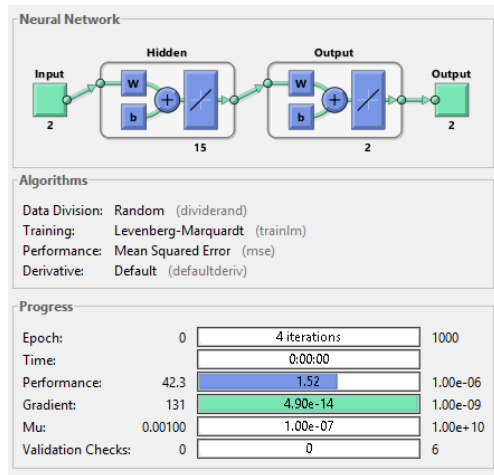 Neural Network
Hidden
Output
Input
Output
W
b
+
W
b
+
2
15
2
2
Algorithms
Data Division: Random (dividerand)
Training: Levenberg-Marquardt (trainlm)
Performance: Mean Squared Error (mse)
Derivative: Default (defaultderiv)
Progress
Epoch: 0 4 iterations 1000
Time: 0:00:00
Performance: 42.3 1.52 1.00e-06
Gradient: 131 4.90e-14 1.00e-09
Mu: 0.00100 1.00e-07 1.00e+10
Validation Checks: 0 0 6